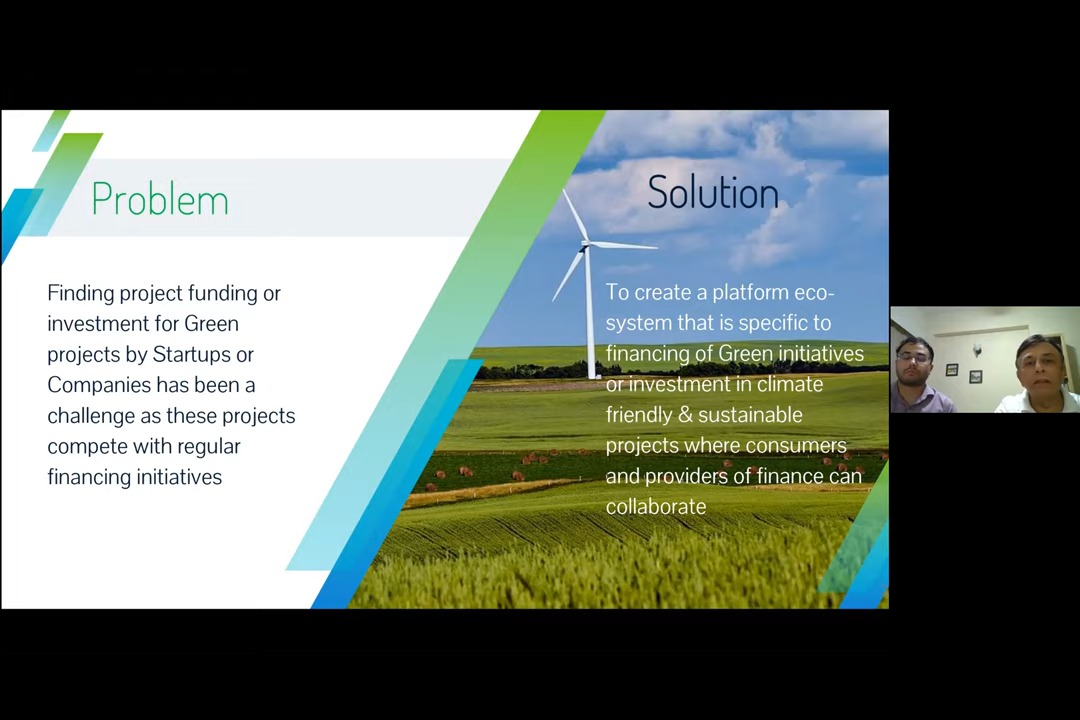 Problem
Finding project funding or
investment for Green
projects by Startups or
Companies has been a
challenge as these projects
compete with regular
financing initiatives
Solution
To create a platform eco-
system that is specific to
financing of Green initiatives
or investment in climate
friendly & sustainable
projects where consumers
and providers of finance can
collaborate